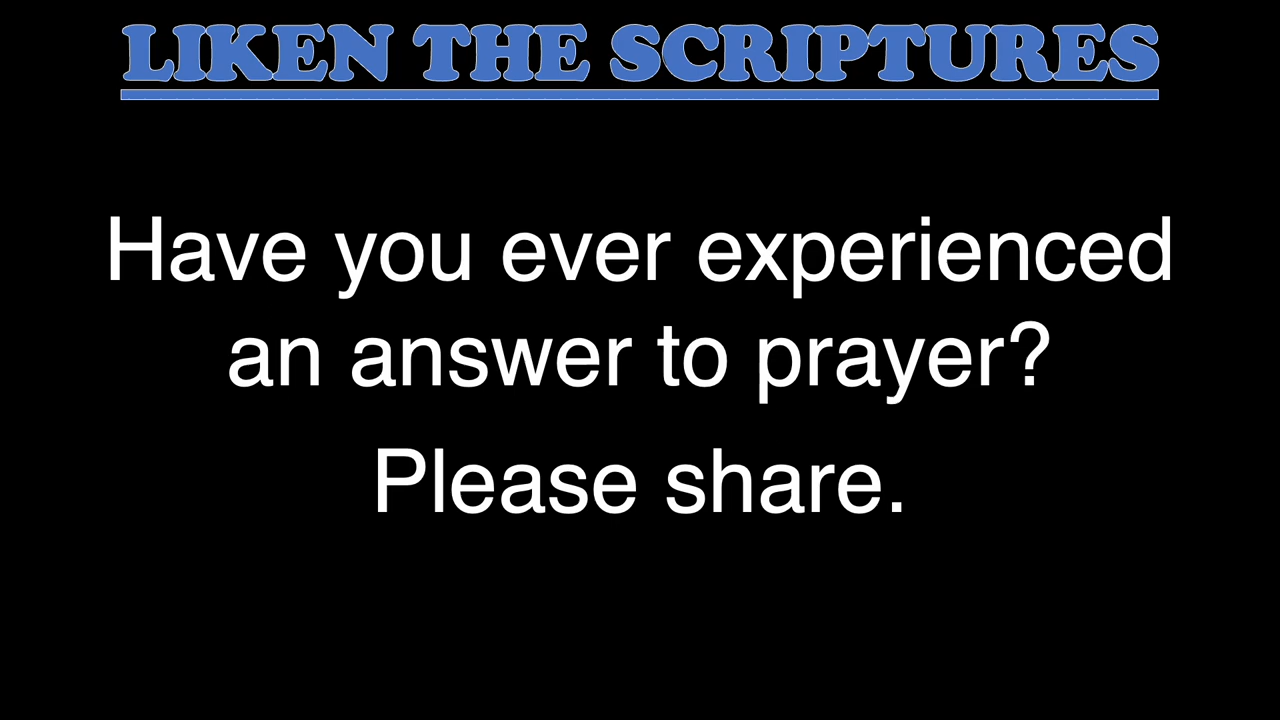 LIKEN THE SCRIPTURES
Have you ever experienced
an answer to prayer?
Please share.